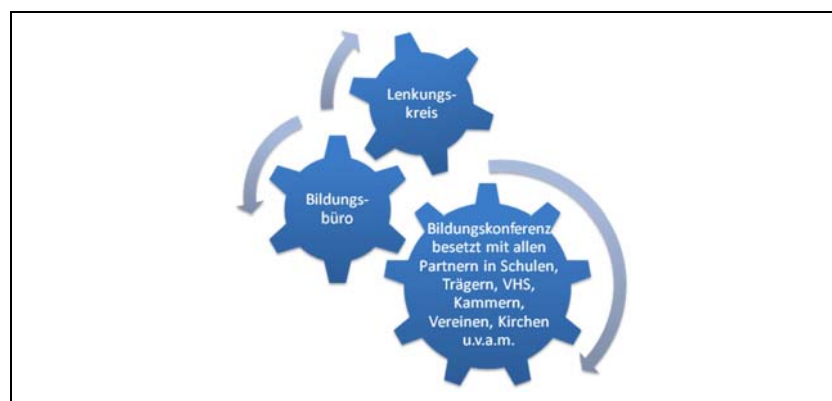 Lenkungs-
kreis
Bildungs-
büro
Bildungskonferenz
besetzt mit allen
Partnern in Schulen,
Trägern, VHS,
Kammern,
Vereinen, Kirchen
u.v.a.m.